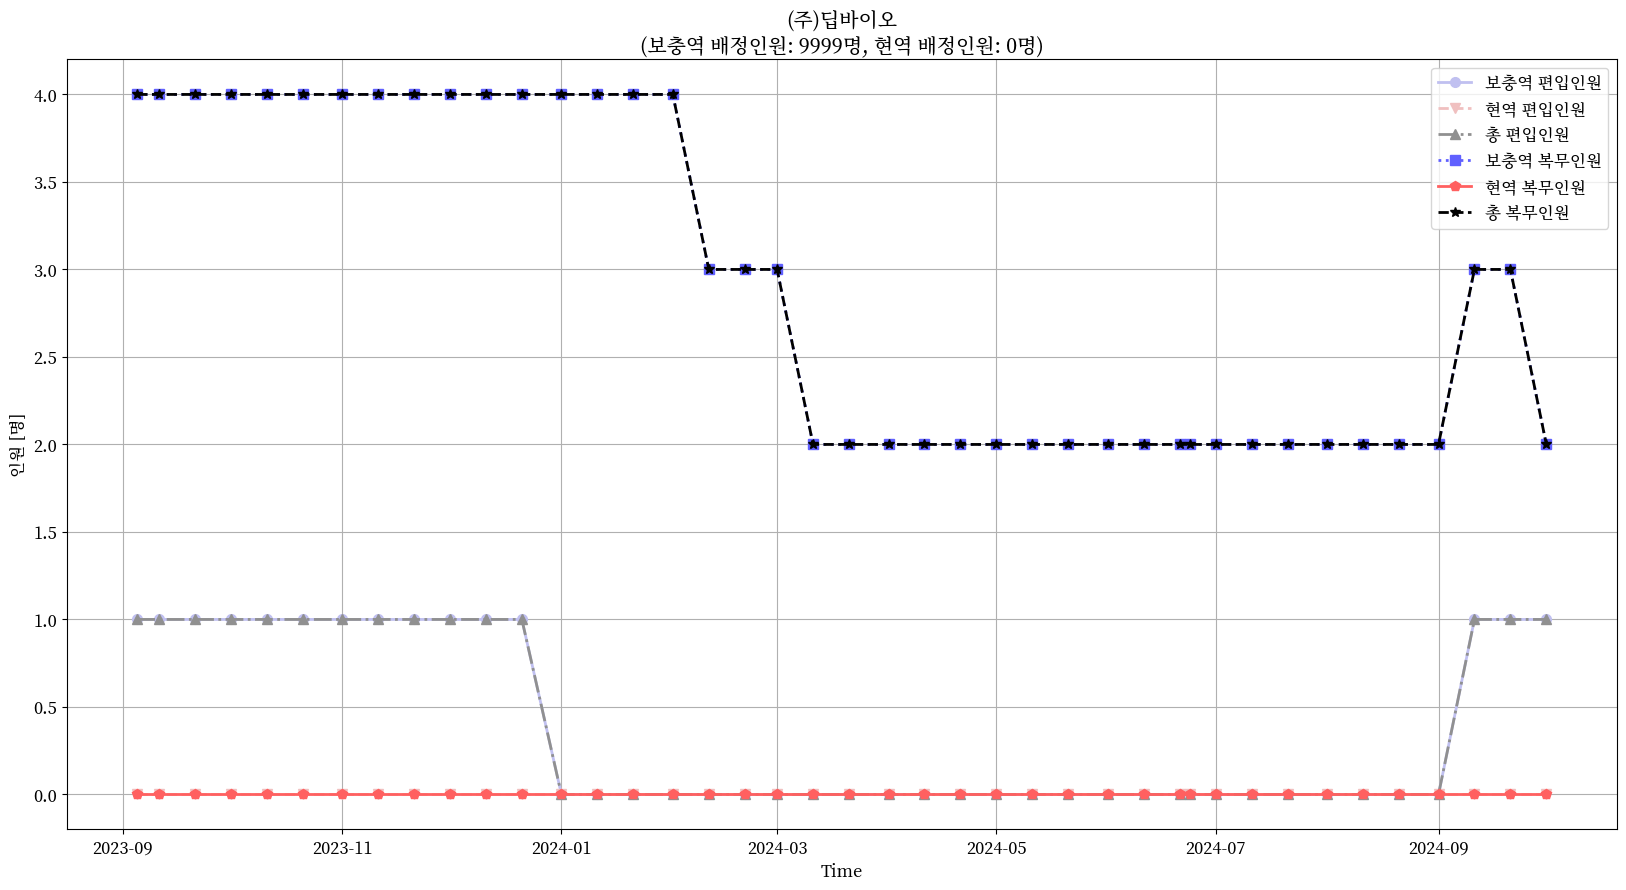 (주)딥바이오
(보충역 배정인원: 9999명, 현역 배정인원: 0명)
보충역 편입인원
현역 편입인원
총 편입인원
보충역 복무인원
현역 복무인원
총 복무인원
인원 [명]
4.0
3.5
3.0
2.5
2.0
1.5
1.0
0.5
0.0
2023-09 2023-11 2024-01 2024-03 2024-05 2024-07 2024-09
Time